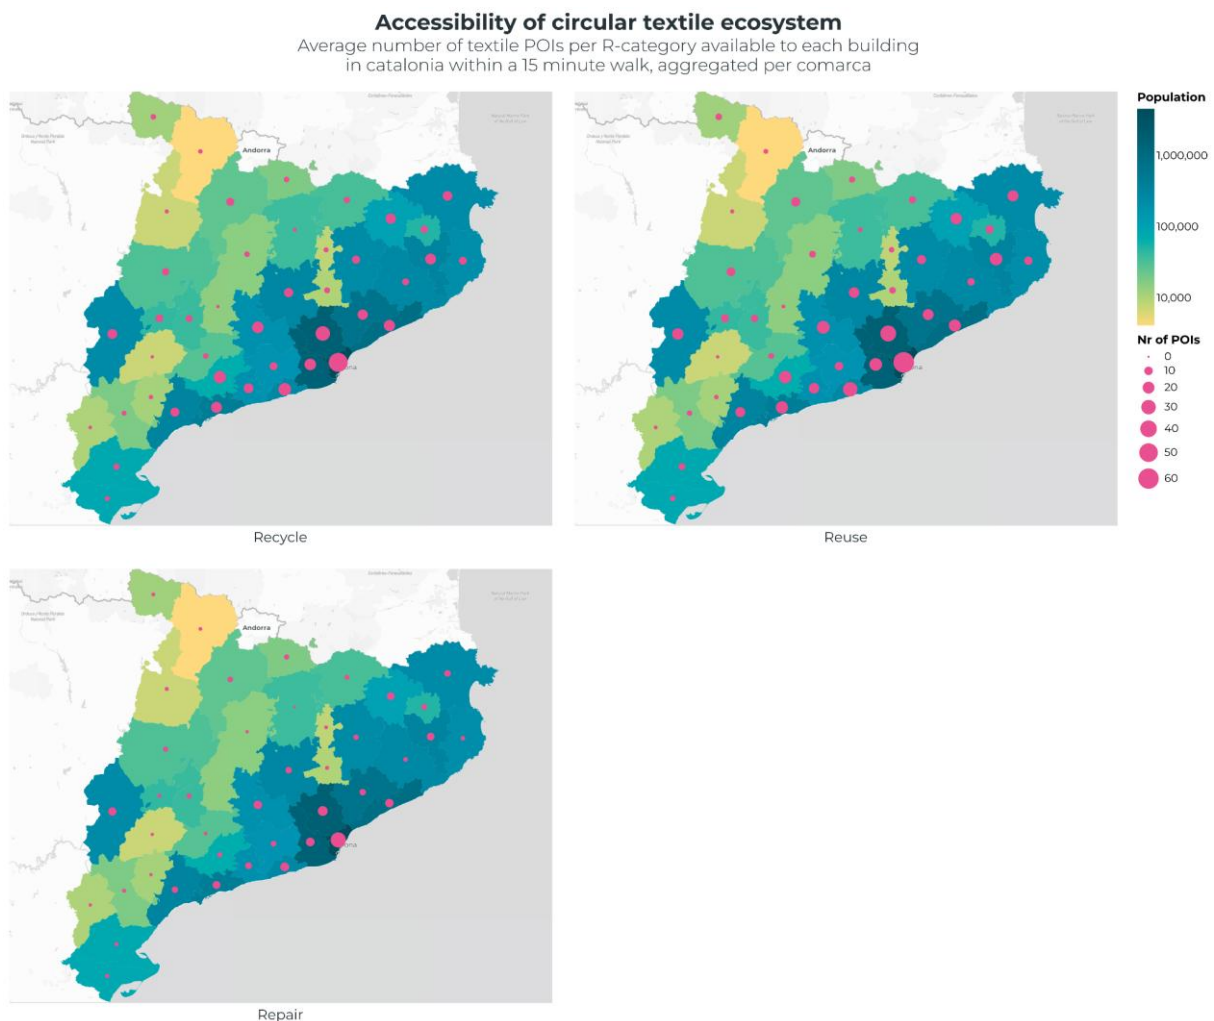 Accessibility of circular textile ecosystem
Average number of textile POIs per R-category available to each building
in catalonia within a 15 minute walk, aggregated per comarca
Andorra
Recycle
Andorra
Reuse
Population
1,000,000
100,000
10,000
Nr of POIs
0
10
20
30
40
50
60
Andorra
Repair